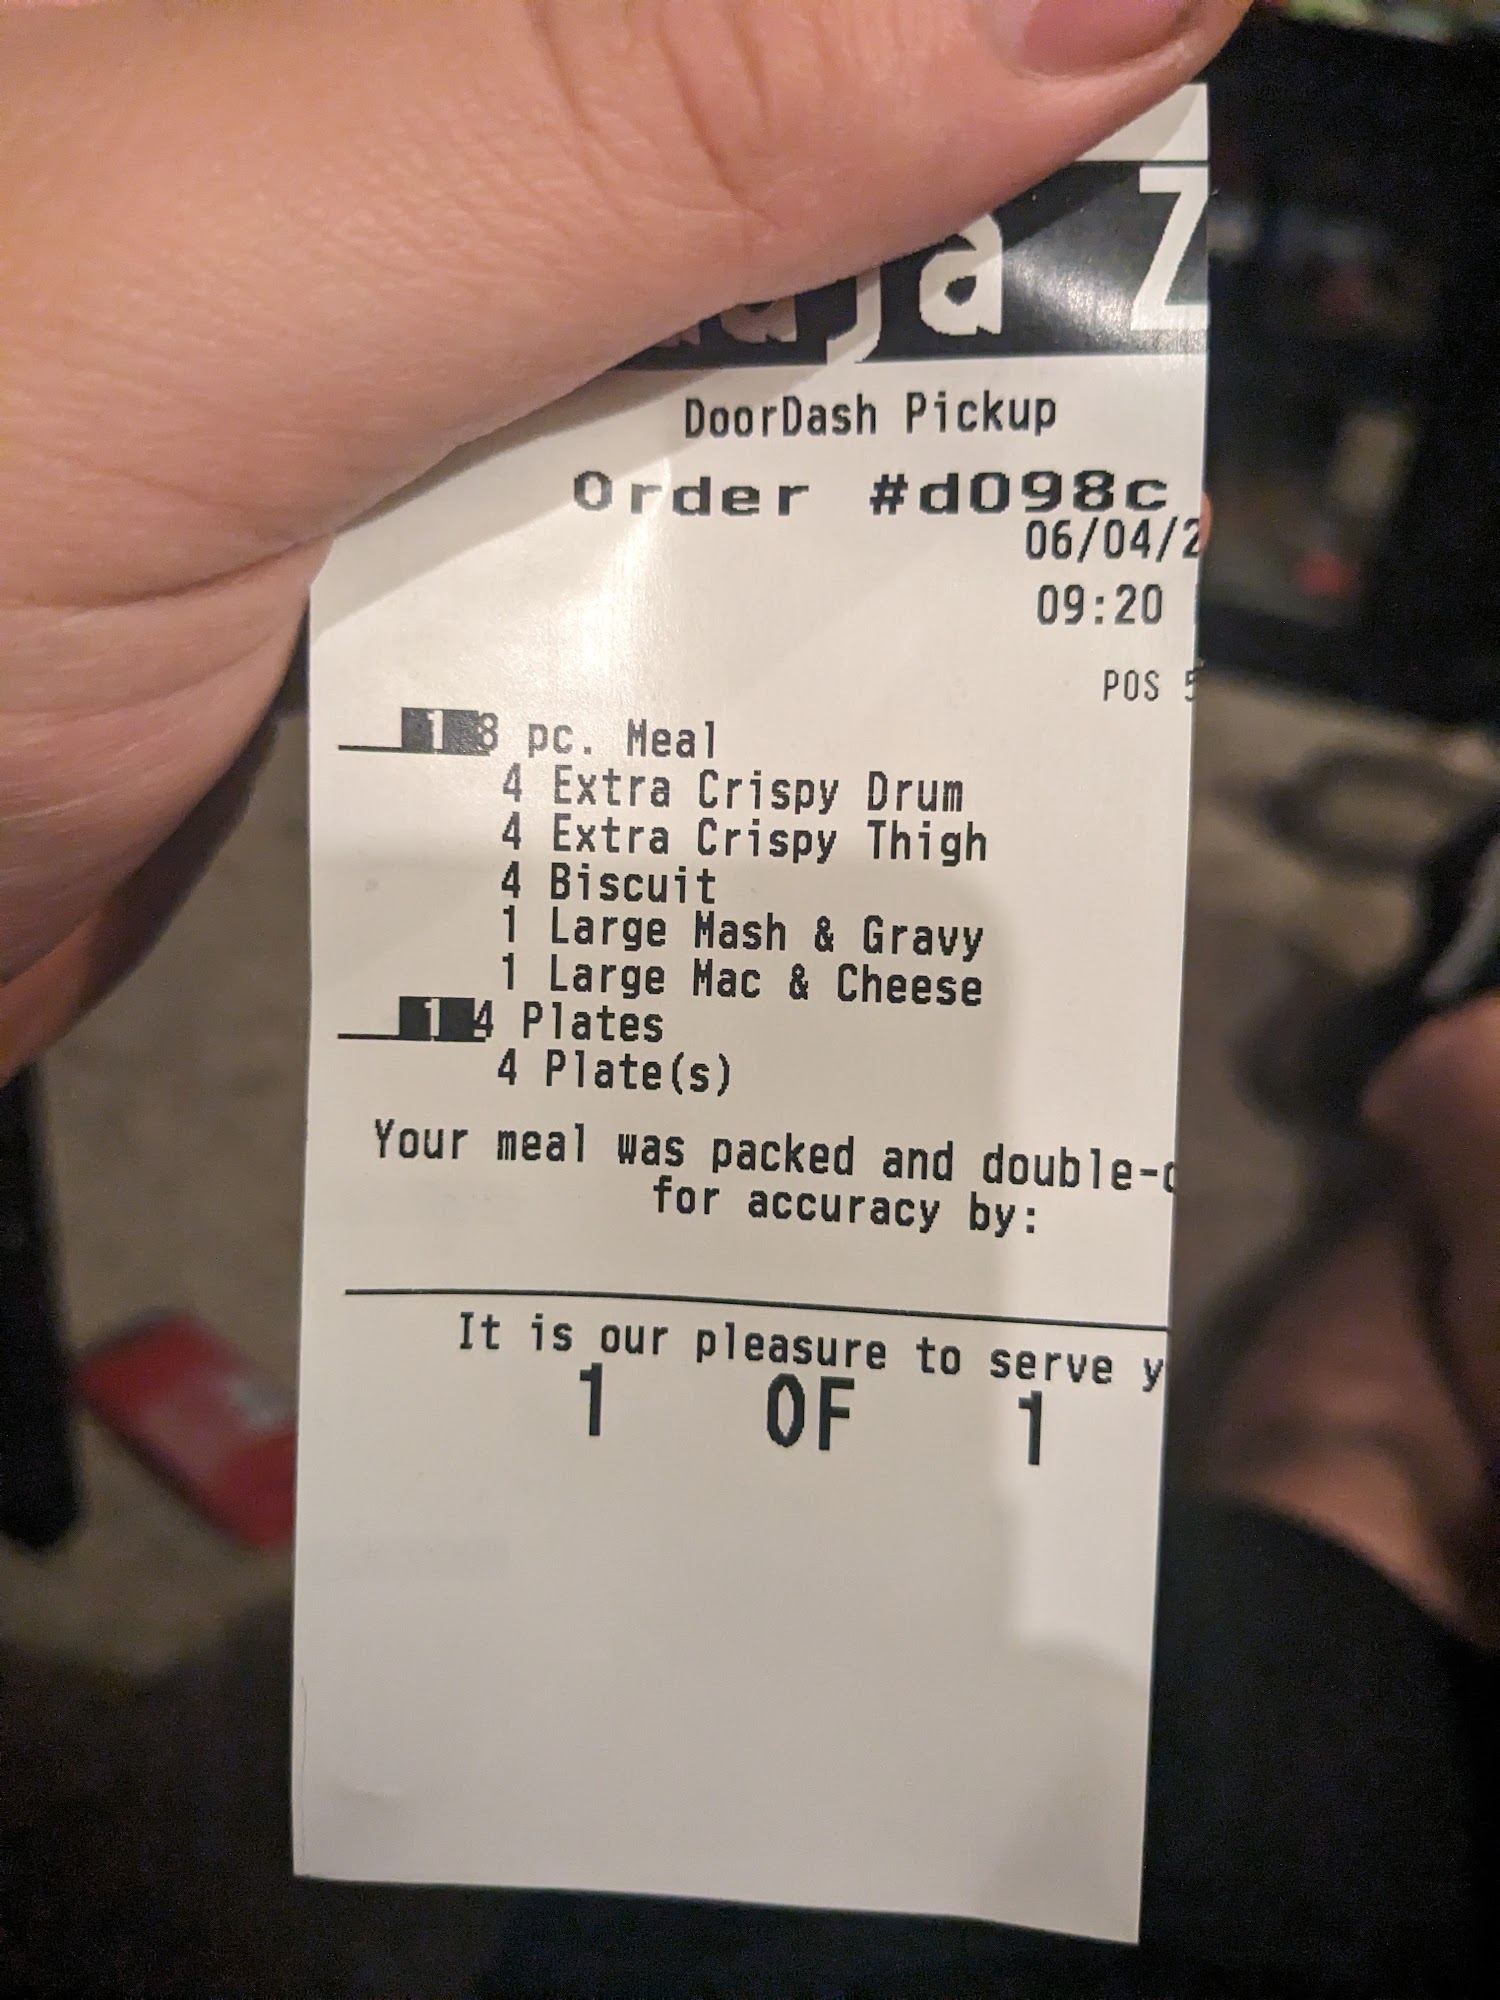 a Z
DoorDash Pickup
Order #d098c
06/04/2
09:20
POS 5
1 8 pc. Meal
4 Extra Crispy Drum
4 Extra Crispy Thigh
4 Biscuit
1 Large Mash & Gravy
1 Large Mac & Cheese
1 4 Plates
4 Plate(s)
Your meal was packed and double-
for accuracy by:
It is our pleasure to serve y
1 OF 1